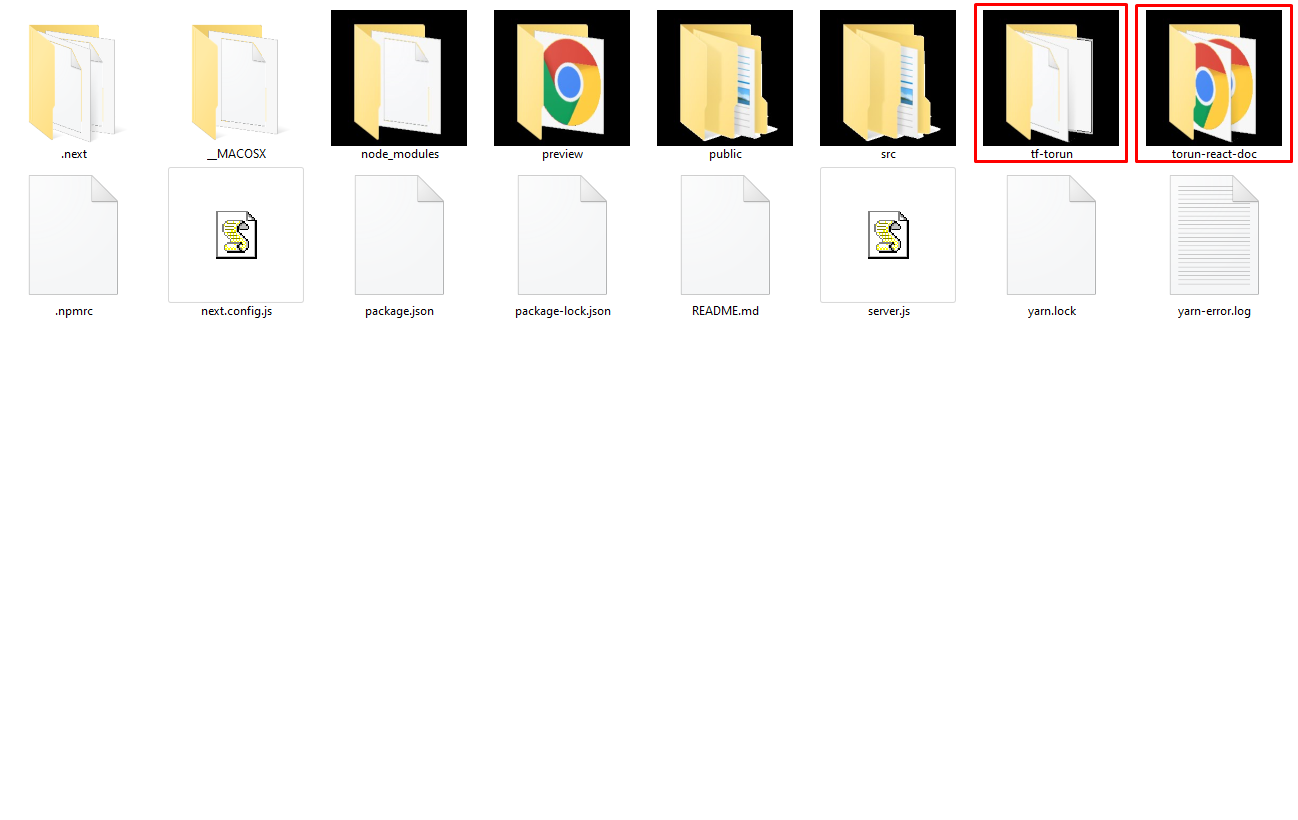 .next
__MACOSX
node_modules
preview
public
src
tf-torun
torun-react-doc
.npmrc
next.config.js
package.json
package-lock.json
README.md
server.js
yarn.lock
yarn-error.log